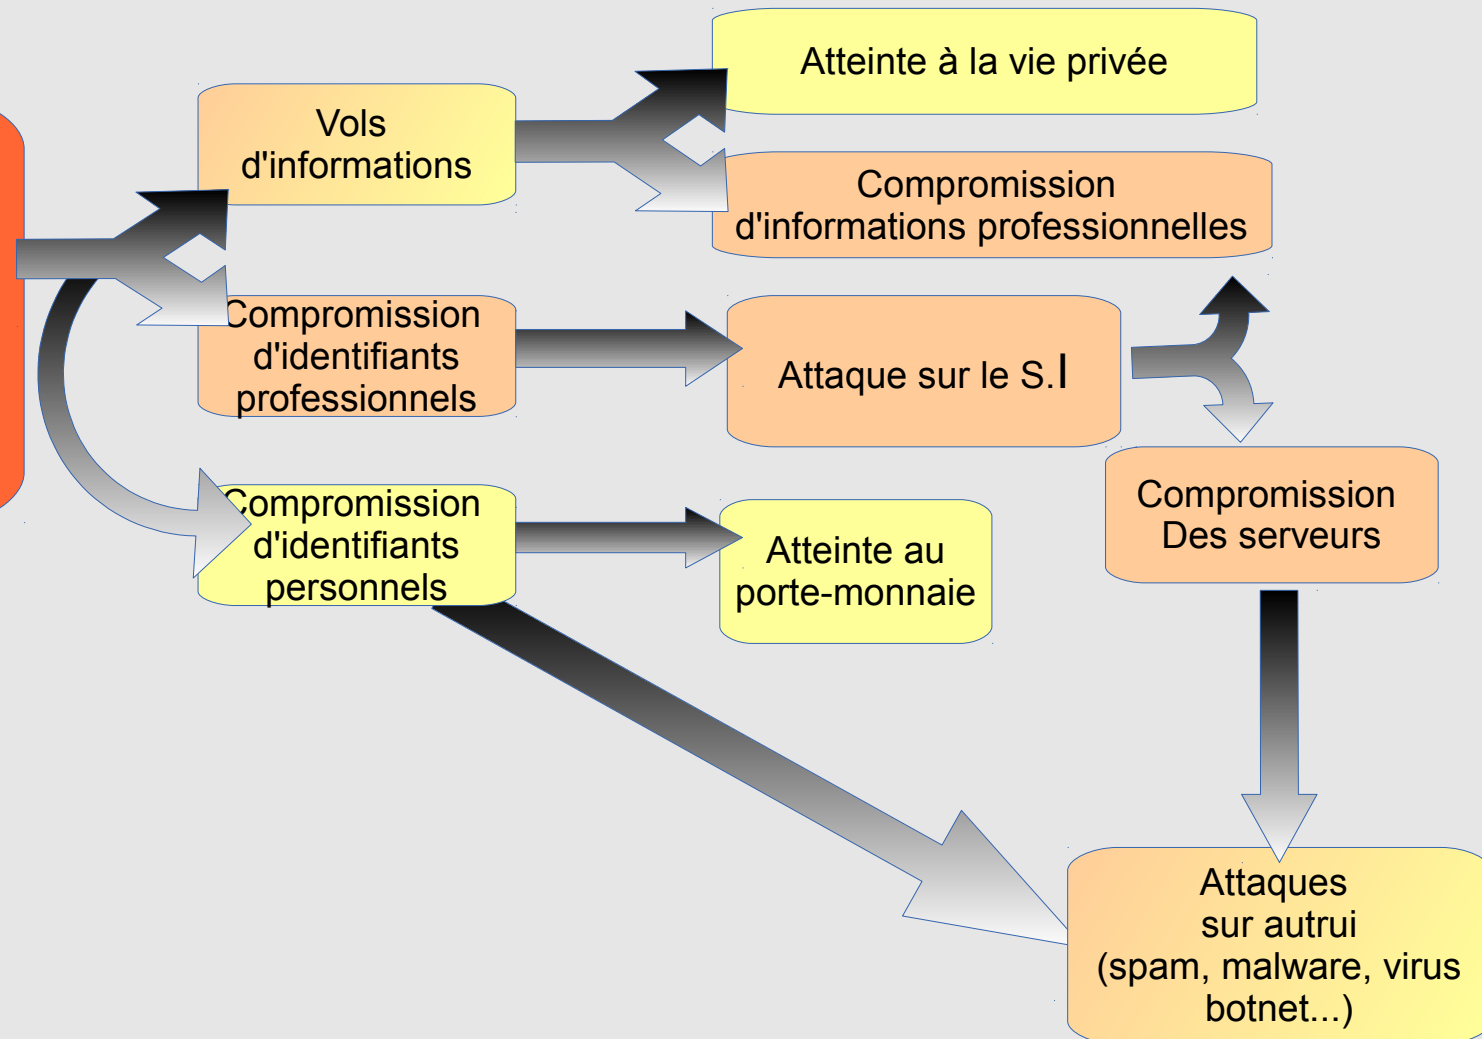 Atteinte à la vie privée
Vols
d'informations
Compromission
d'informations professionnelles
Compromission
d'identifiants
professionnels
Attaque sur le S.I
Compromission
Des serveurs
Compromission
d'identifiants
personnels
Atteinte au
porte-monnaie
Attaques
sur autrui
(spam, malware, virus
botnet...)